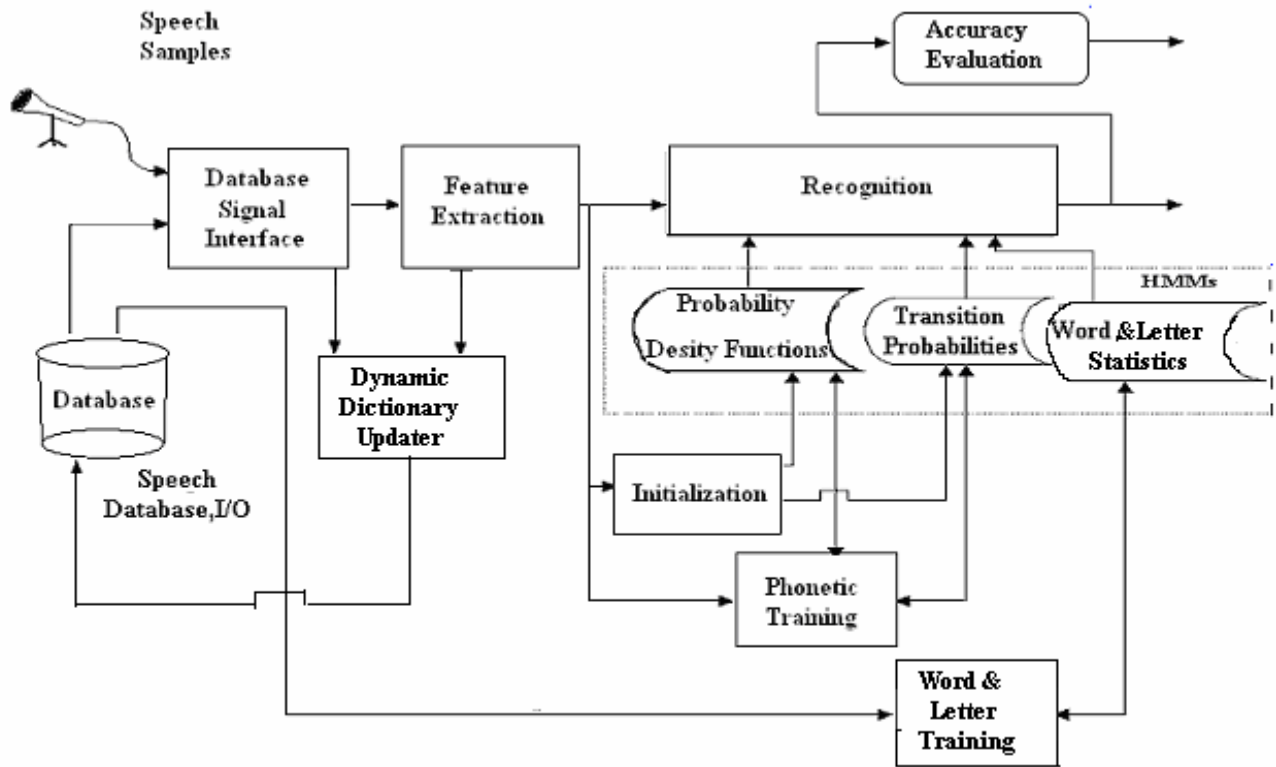 Speech
Samples
Accuracy
Evaluation
Database
Signal
Interface
Feature
Extraction
Recognition
HMMs
Probability
Desity Functions
Transition
Probabilities
Word &Letter
Statistics
Database
Dynamic
Dictionary
Updater
Speech
Database,I/O
Initialization
Phonetic
Training
Word &
Letter
Training